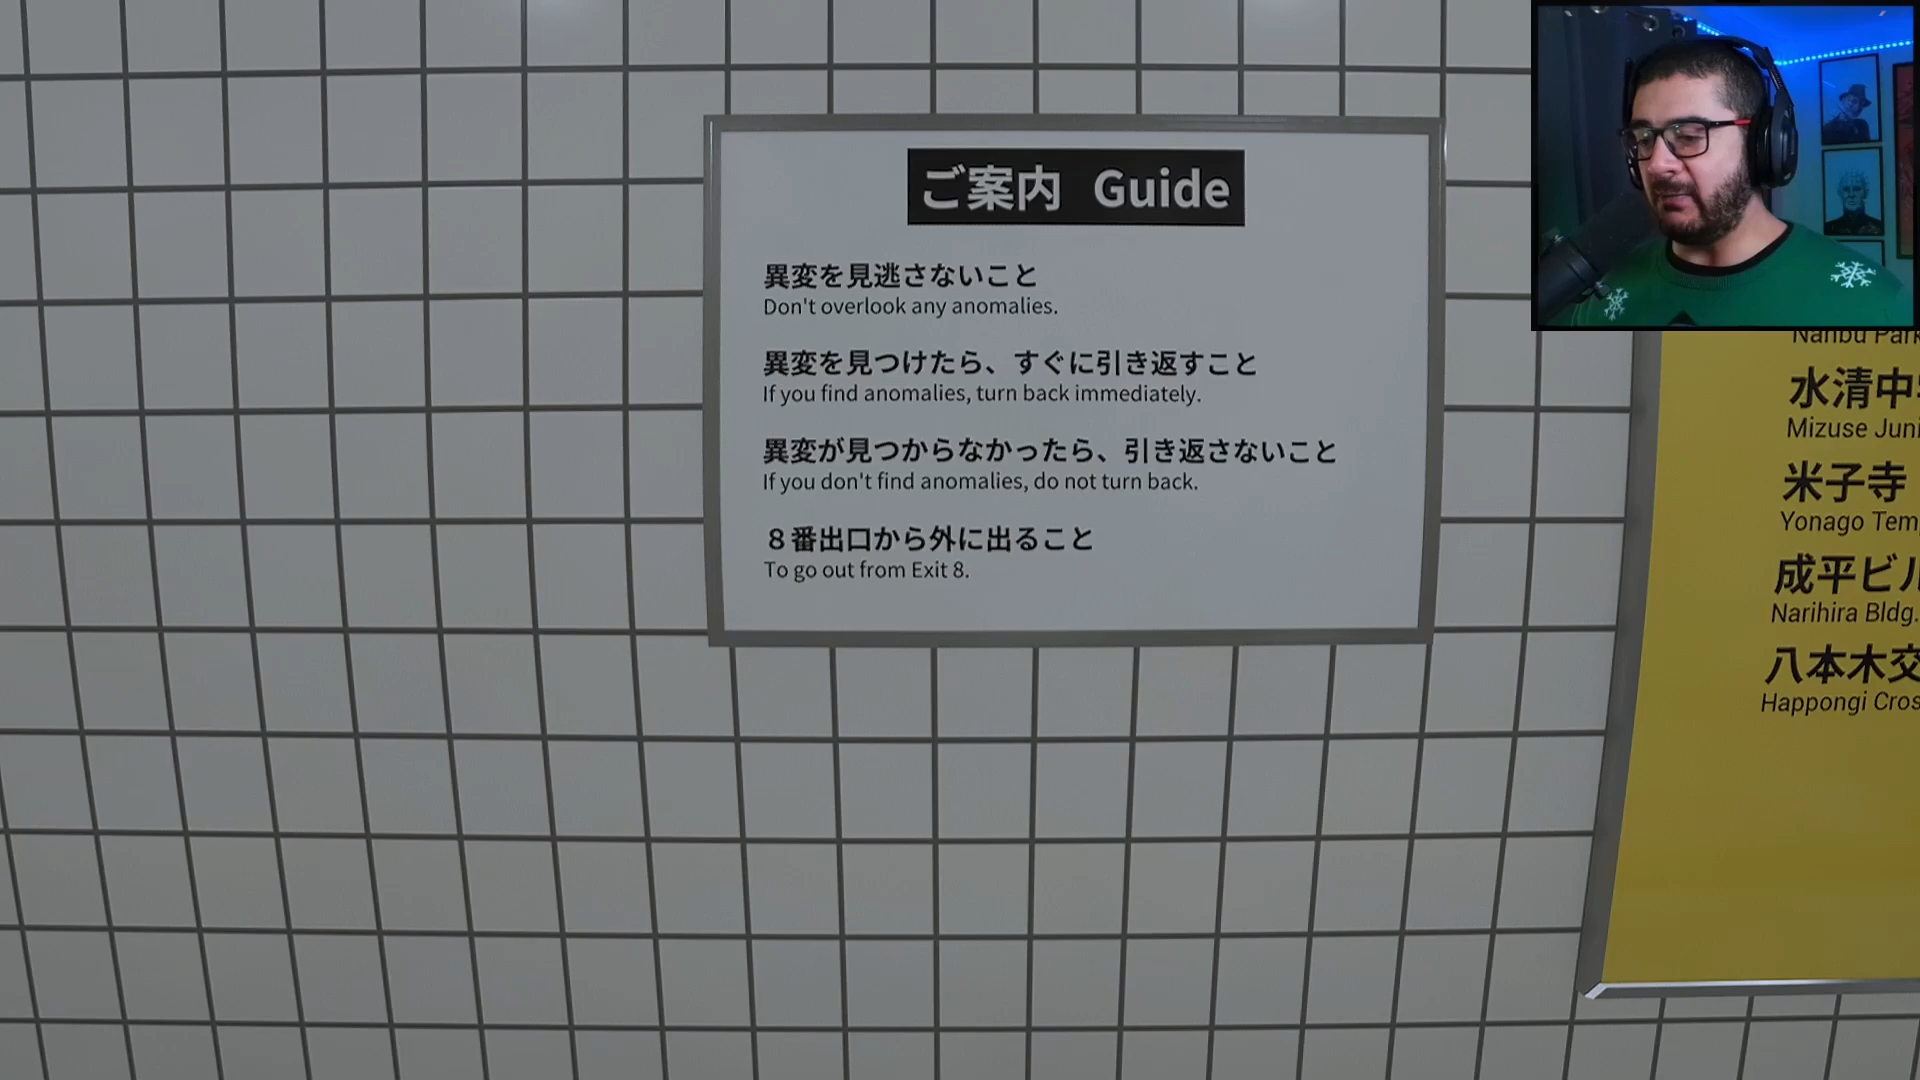 ご案内 Guide
異変を見逃さないこと
Don't overlook any anomalies.
異変を見つけたら、すぐに引き返すこと
If you find anomalies, turn back immediately.
異変が見つからなかったら、引き返さないこと
If you don't find anomalies, do not turn back.
８番出口から外に出ること
To go out from Exit 8.
水清中
Mizuse Juni
米子寺
Yonago Tem
成平ビル
Narihira Bldg.
八本木交
Happongi Cros